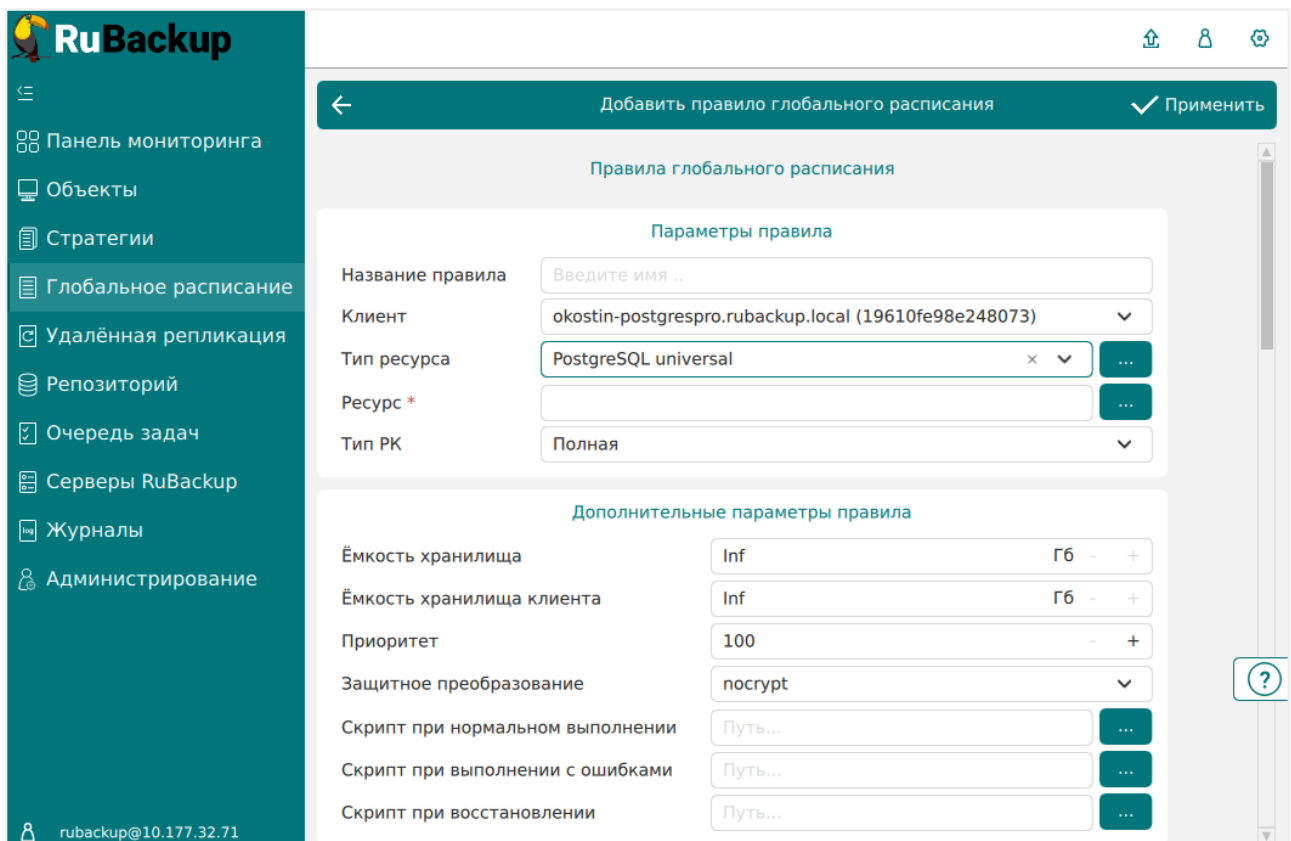 RuBackup
Добавить правило глобального расписания
Применить
Панель мониторинга
Объекты
Стратегии
Глобальное расписание
Удалённая репликация
Репозиторий
Очередь задач
Серверы RuBackup
Журналы
Администрирование
rubackup@10.177.32.71
Правила глобального расписания
Параметры правила
Название правила Введите имя ..
Клиент okostin-postgrespro.rubackup.local (19610fe98e248073)
Тип ресурса PostgreSQL universal × ...
Ресурс * ...
Тип РК Полная
Дополнительные параметры правила
Ёмкость хранилища Inf Гб - +
Ёмкость хранилища клиента Inf Гб - +
Приоритет 100 - +
Защитное преобразование nocrypt
Скрипт при нормальном выполнении Путь... ...
Скрипт при выполнении с ошибками Путь... ...
Скрипт при восстановлении Путь... ...
?
log